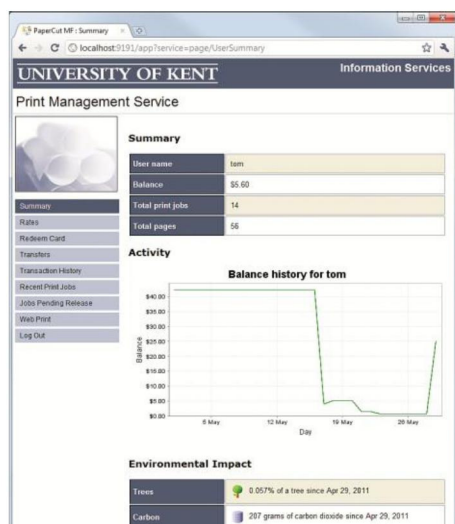 PaperCut MF : Summary
localhost:9191/app?service=page/UserSummary
UNIVERSITY OF KENT
Information Services
Print Management Service
Summary
Rates
Redeem Card
Transfers
Transaction History
Recent Print Jobs
Jobs Pending Release
Web Print
Log Out
Summary
User name tom
Balance $5.60
Total print jobs 14
Total pages 56
Activity
Balance history for tom
$40.00
$35.00
$30.00
$25.00
$20.00
$15.00
$10.00
$5.00
$0.00
Balance
5 May 12 May 19 May 26 May
Day
Environmental Impact
Trees 0.057% of a tree since Apr 29, 2011
Carbon 207 grams of carbon dioxide since Apr 29, 2011